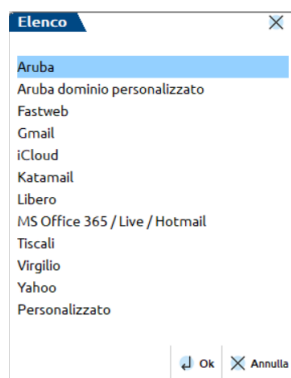 Elenco
Aruba
Aruba dominio personalizzato
Fastweb
Gmail
iCloud
Katamail
Libero
MS Office 365 / Live / Hotmail
Tiscali
Virgilio
Yahoo
Personalizzato
Ok Annulla